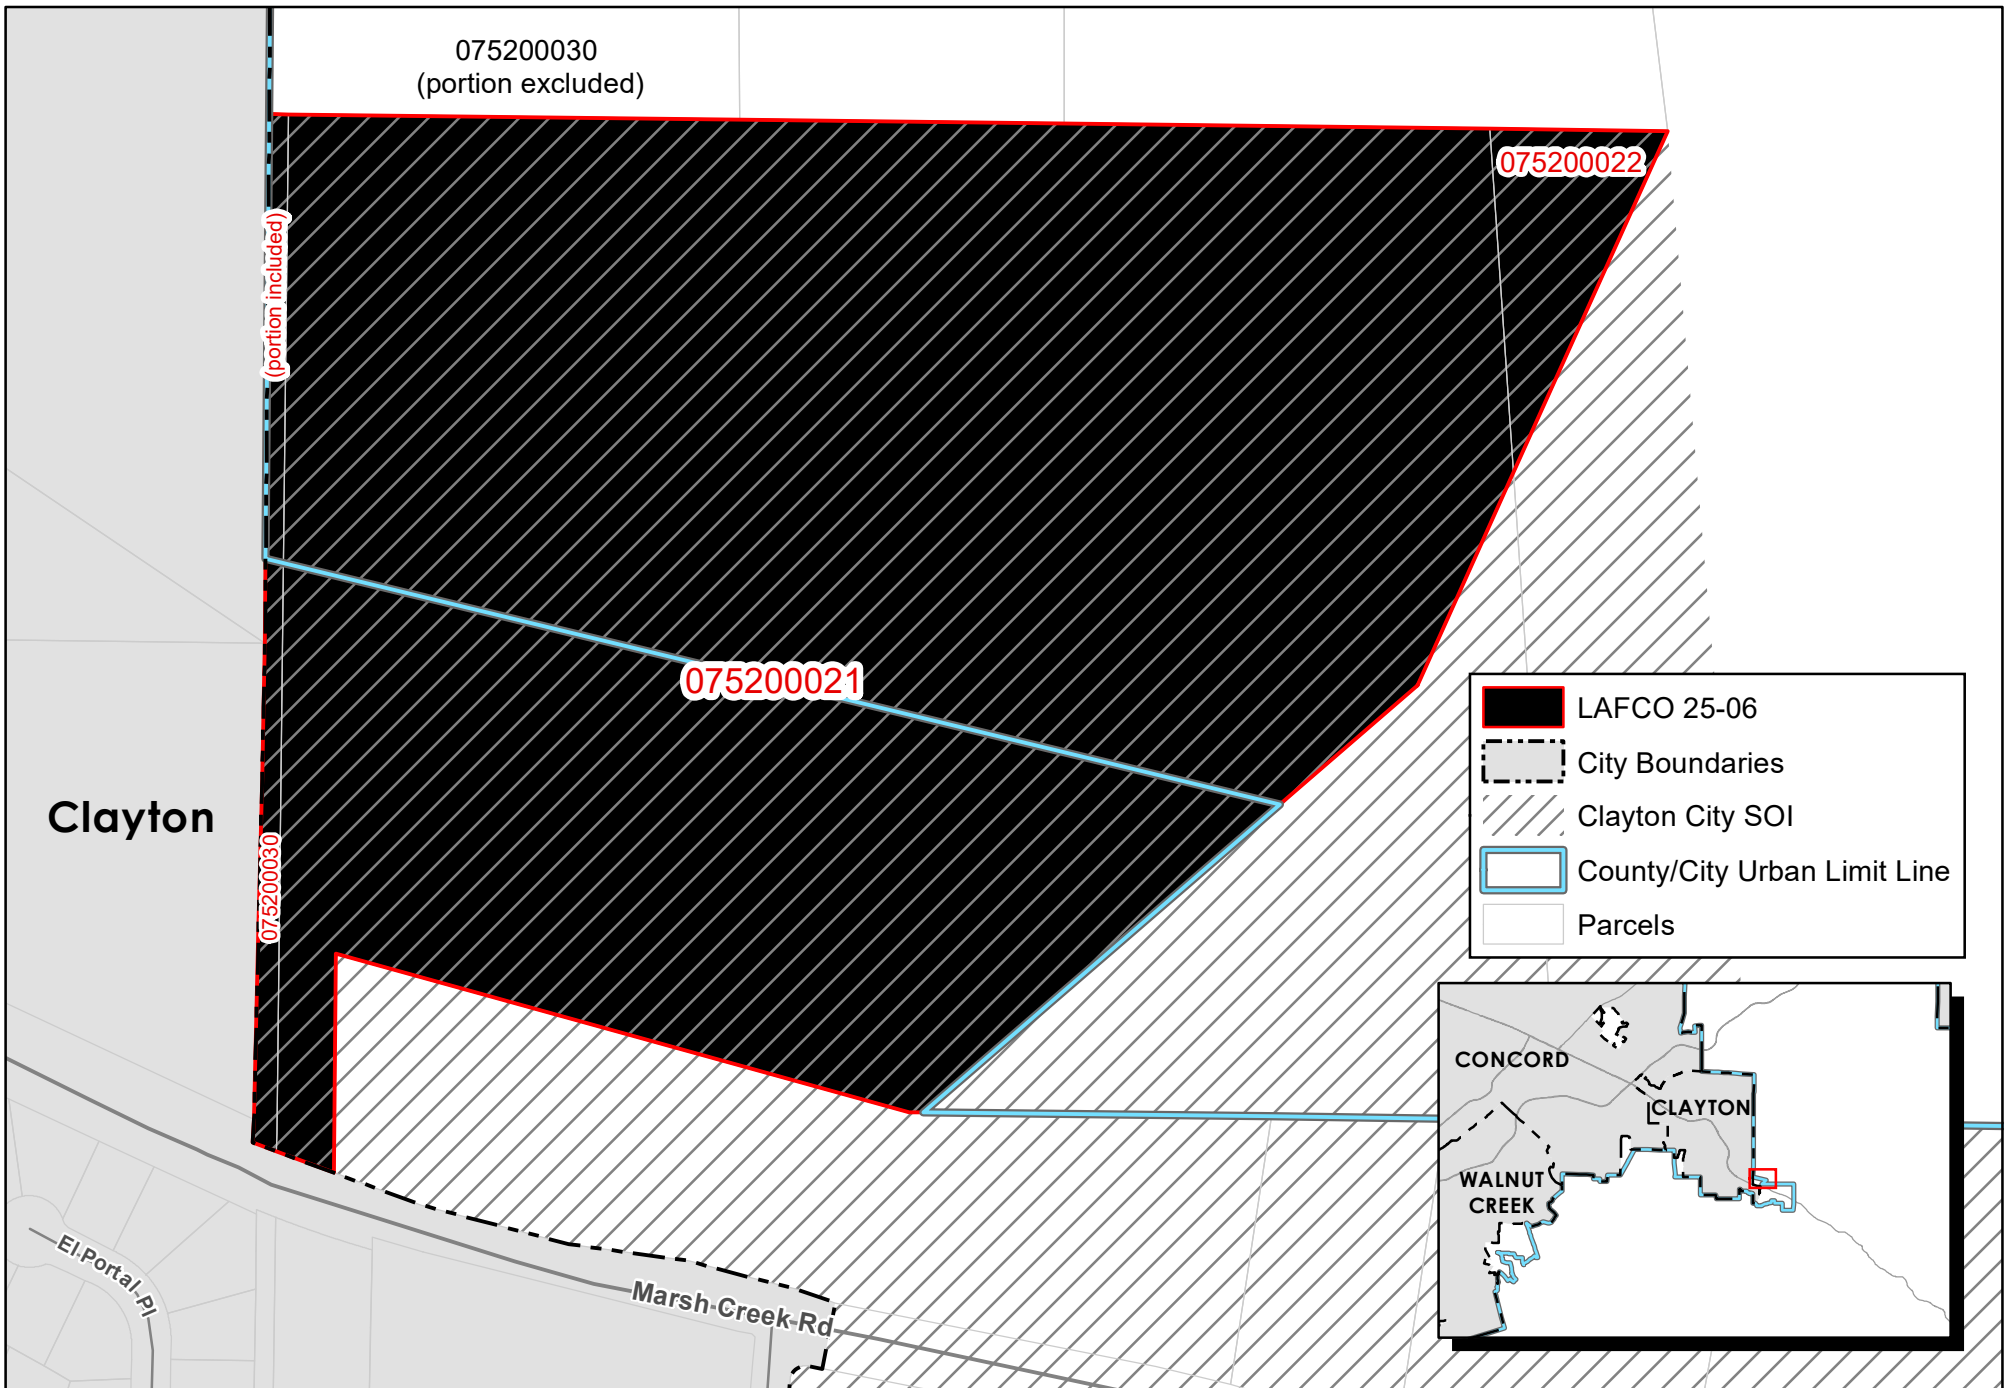 075200030
(portion excluded)
075200022
(portion included)
075200021
075200030
Clayton
LAFCO 25-06
City Boundaries
Clayton City SOI
County/City Urban Limit Line
Parcels
CONCORD
CLAYTON
WALNUT
CREEK
El Portal Pl
Marsh Creek Rd